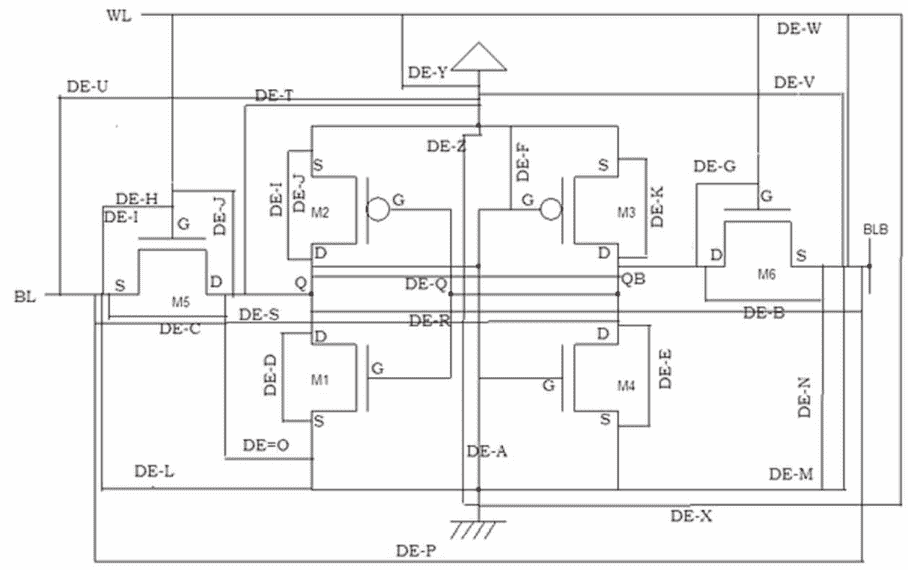 WL
DE-W
DE-Y
DE-U
DE-T
DE-V
DE-Z
DE-F
S
DE-I
DE-J
G
M2
D
S
G
M3
D
DE-K
DE-G
G
D
S
M6
BLB
DE-H
DE-I
DE-J
G
S
D
M5
BL
Q
DE-Q
QB
DE-B
DE-S
DE-R
DE-C
D
DE-D
M1
G
S
D
G
M4
S
DE-E
DE-N
DE=O
DE-A
DE-L
DE-M
DE-X
DE-P